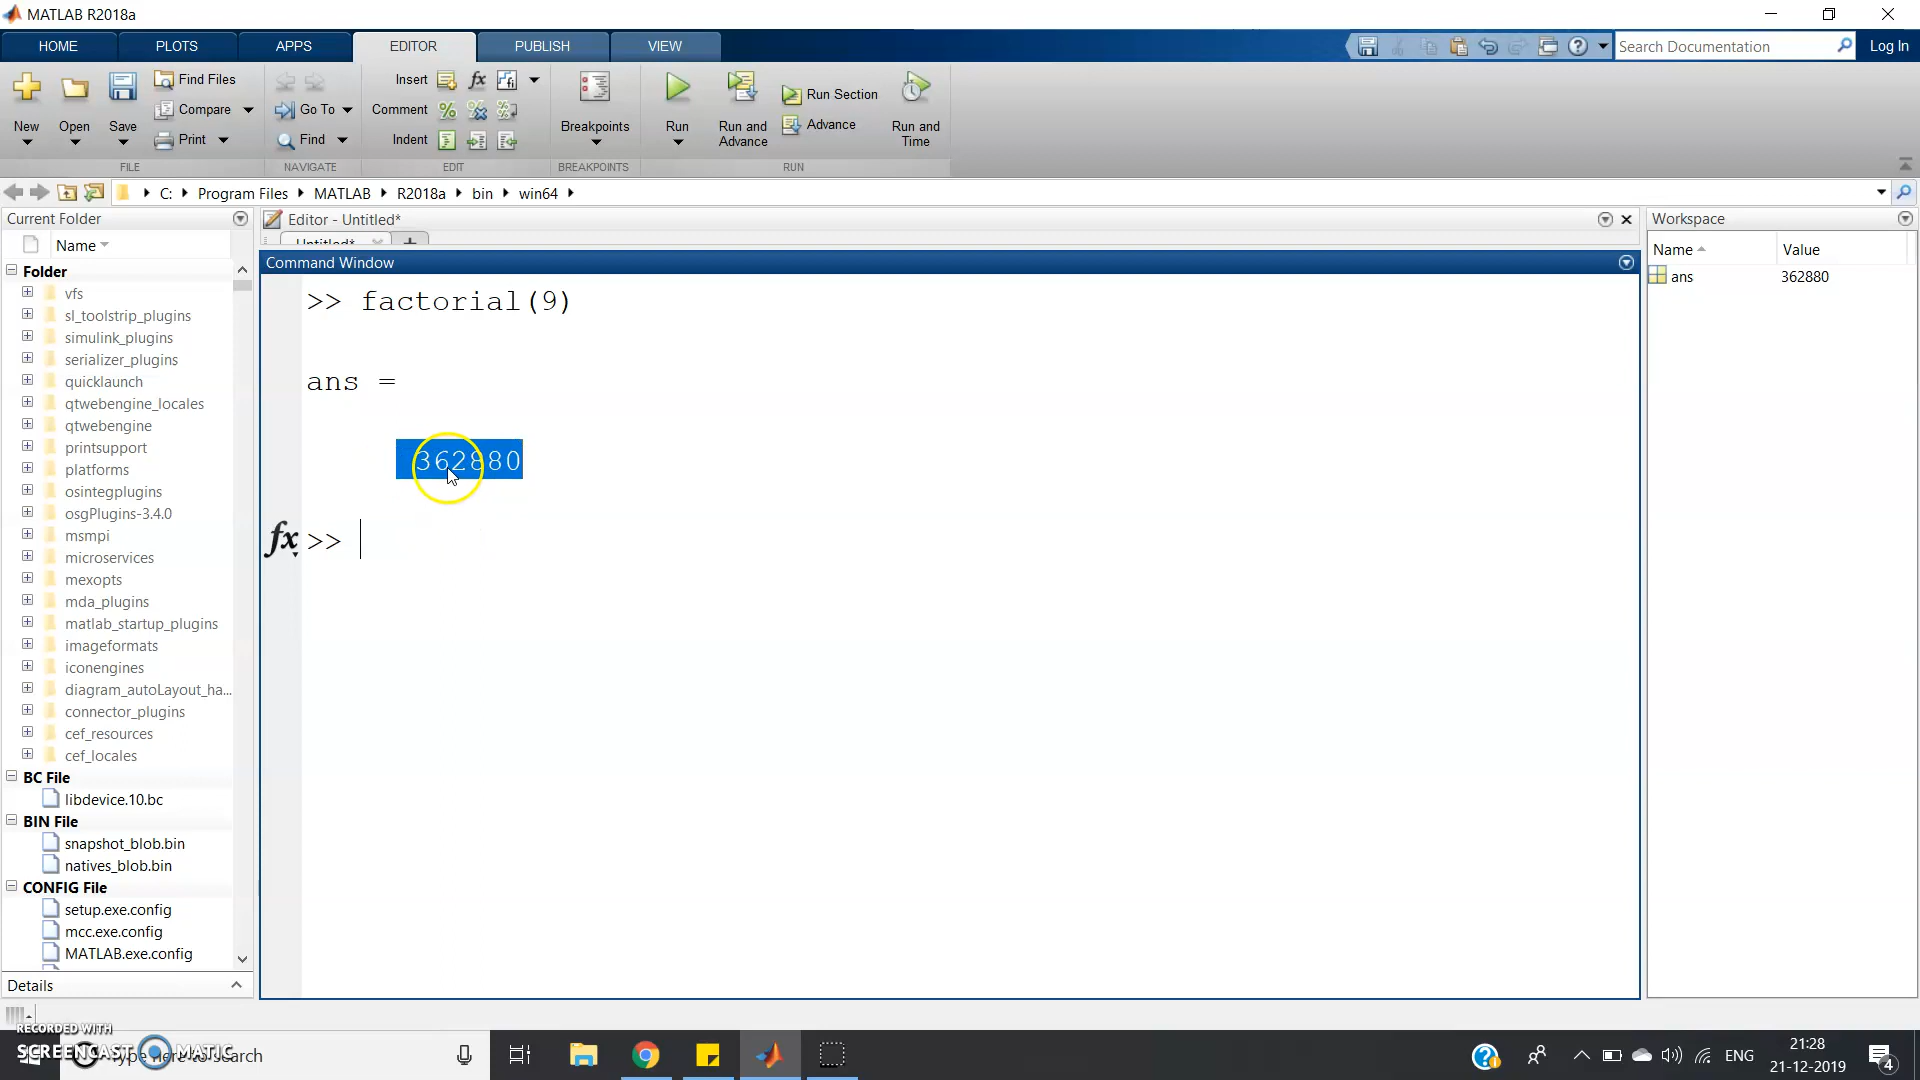 MATLAB R2018a
HOME PLOTS APPS EDITOR PUBLISH VIEW
Search Documentation
Log In
New Open Save
Find Files
Compare
Print
FILE
Go To
Find
NAVIGATE
Insert
Comment
Indent
EDIT
Breakpoints
BREAKPOINTS
Run
Run and
Advance
Run Section
Advance
Run and
Time
RUN
C: Program Files MATLAB R2018a bin win64
Current Folder
Name
Folder
vfs
sl_toolstrip_plugins
simulink_plugins
serializer_plugins
quicklaunch
qtwebengine_locales
qtwebengine
printsupport
platforms
osintegplugins
osgPlugins-3.4.0
msmpi
microservices
mexopts
mda_plugins
matlab_startup_plugins
imageformats
iconengines
diagram_autoLayout_ha...
connector_plugins
cef_resources
cef_locales
BC File
libdevice.10.bc
BIN File
snapshot_blob.bin
natives_blob.bin
CONFIG File
setup.exe.config
mcc.exe.config
MATLAB.exe.config
Details
Editor - Untitled*
Untitled*
Command Window
>> factorial(9)
ans =
362880
fx >>
Workspace
Name Value
ans 362880
RECORDED WITH
SCREENCAST MATIC
Type here to search
ENG
21:28
21-12-2019
4